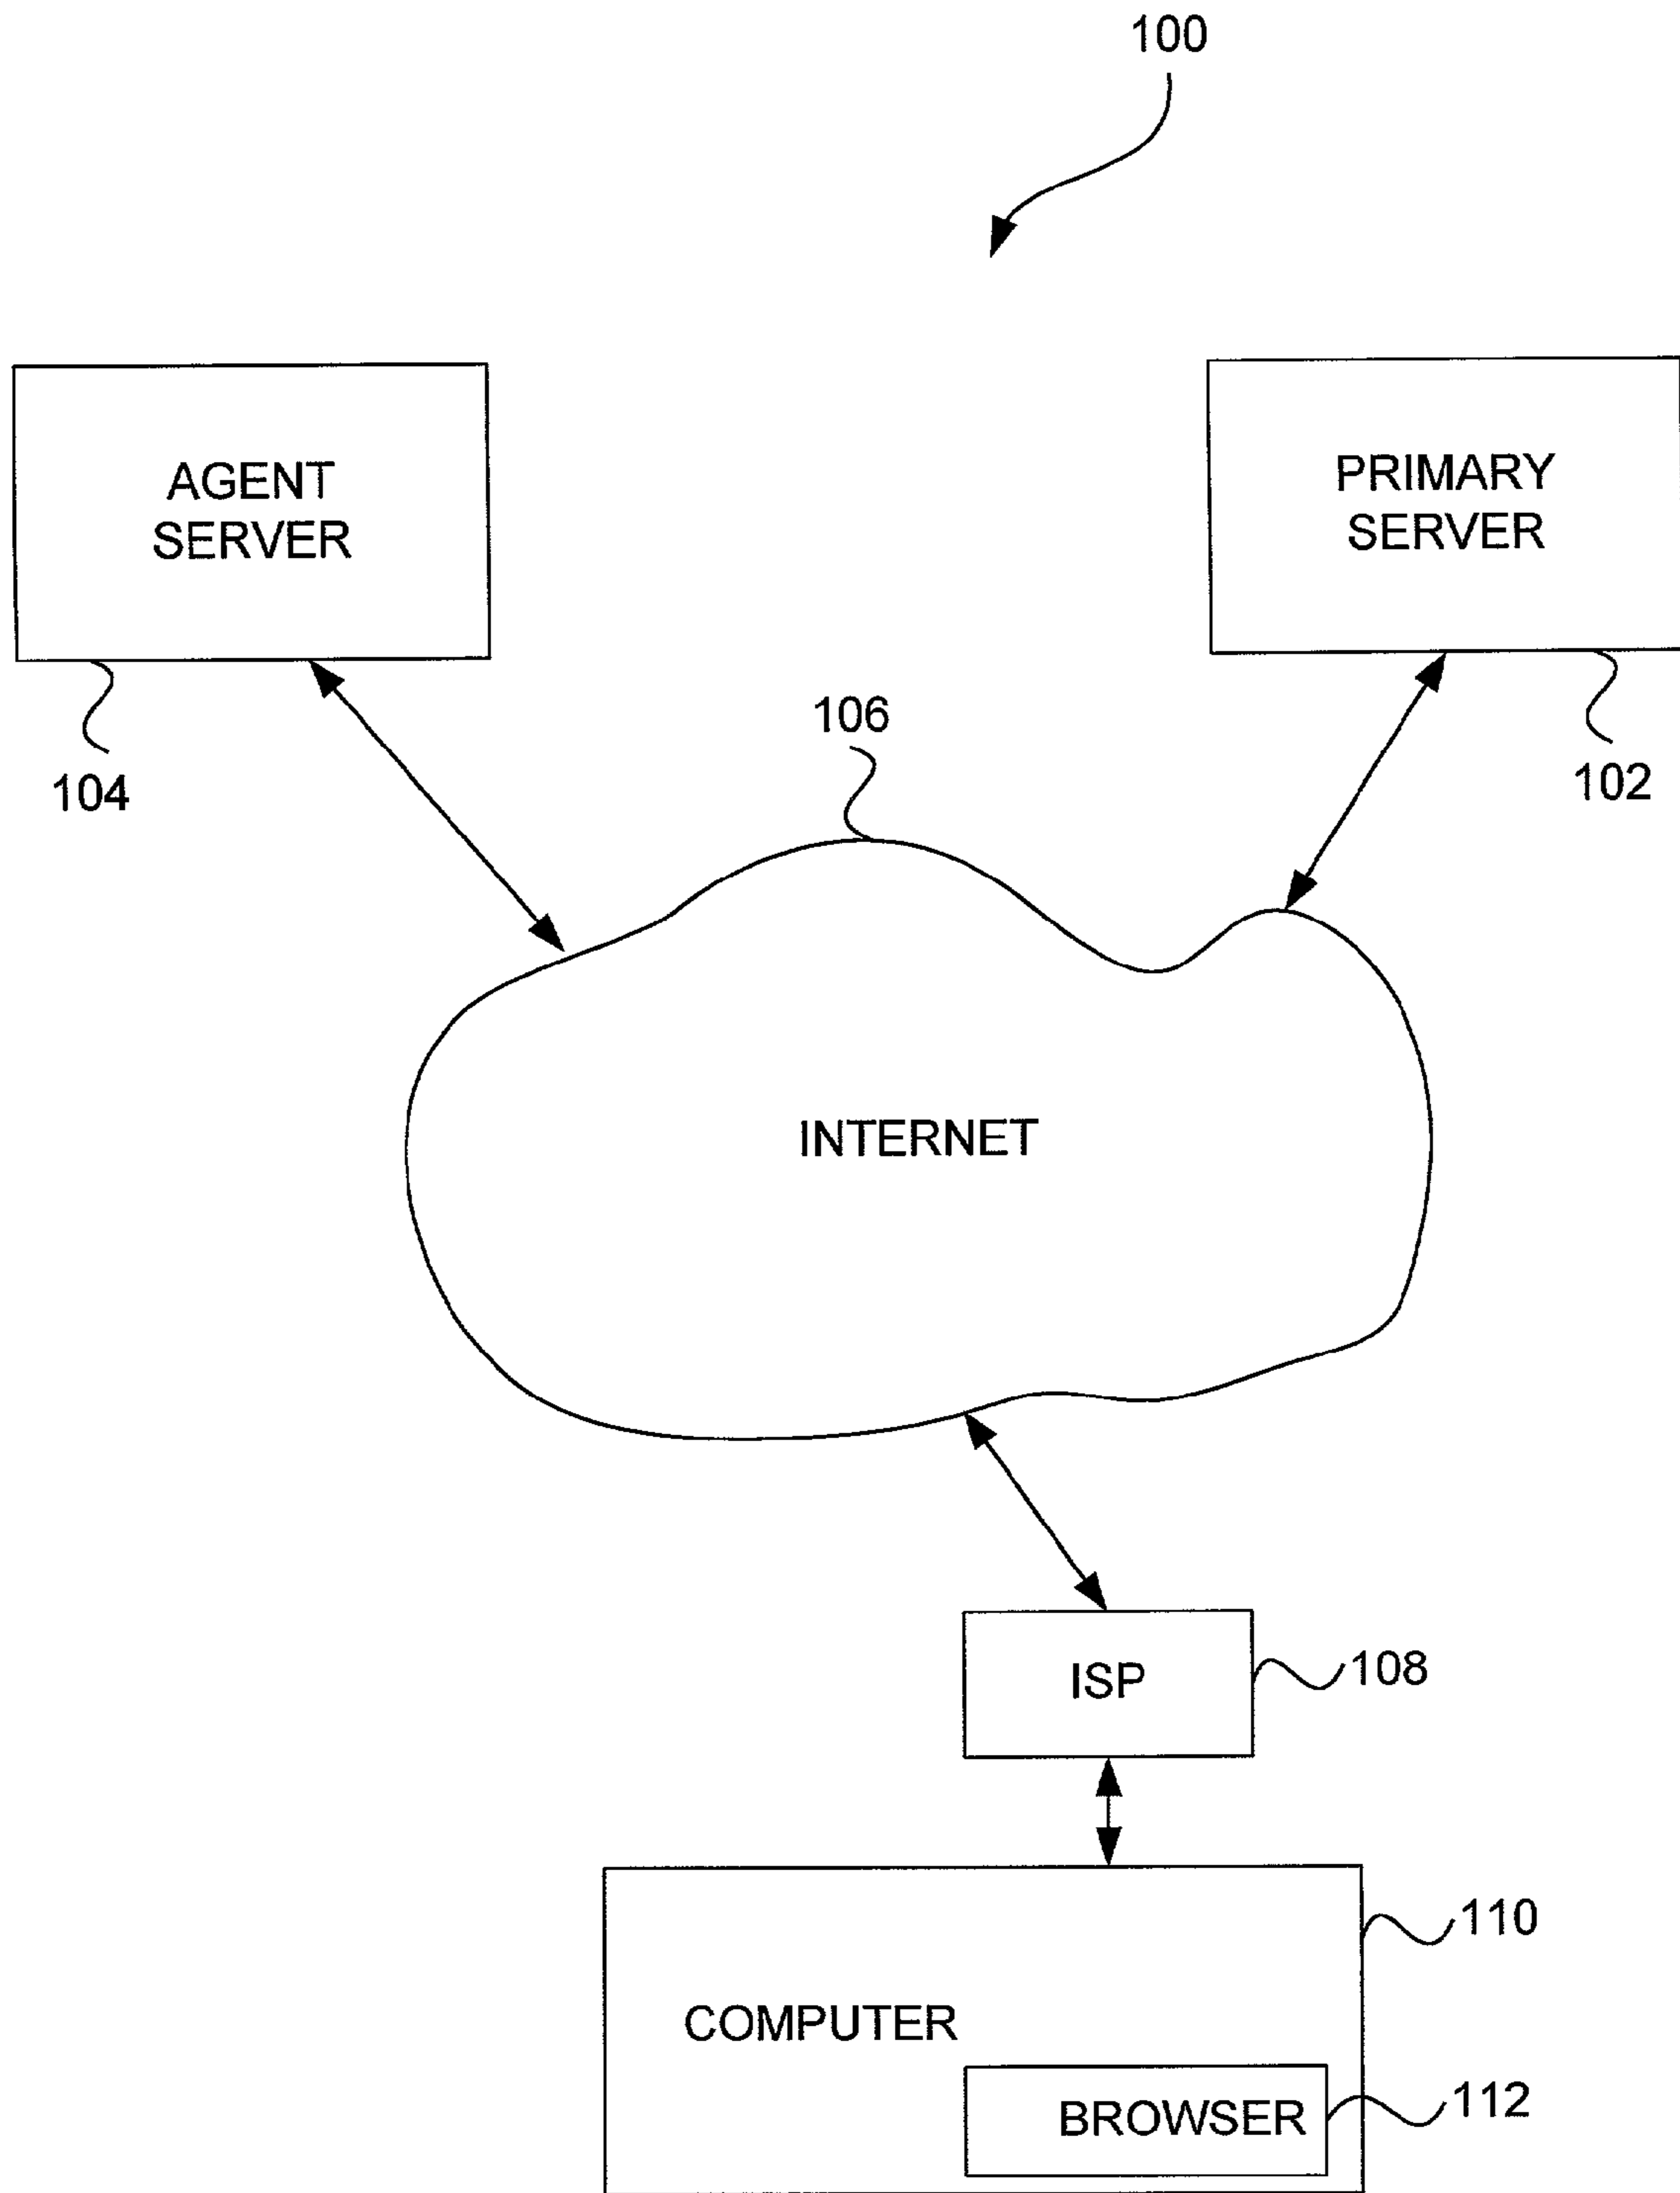 100
AGENT
SERVER
PRIMARY
SERVER
104
106
102
INTERNET
ISP
108
110
COMPUTER
BROWSER
112